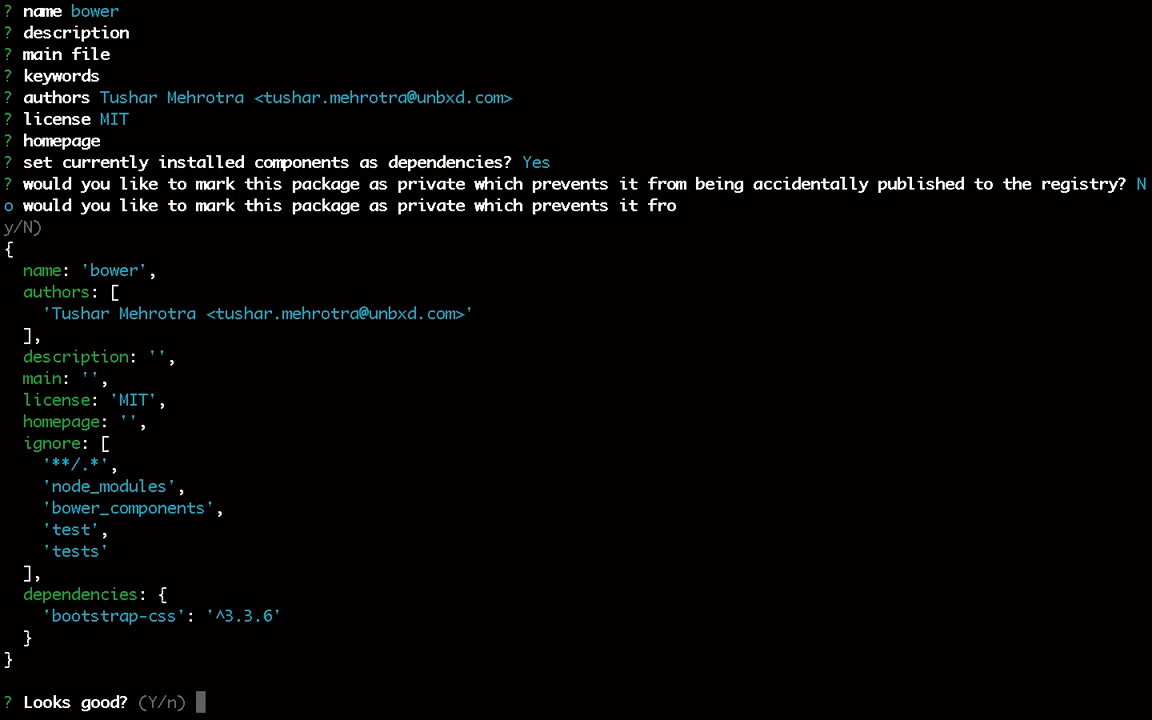 ? name bower
? description
? main file
? keywords
? authors Tushar Mehrotra <tushar.mehrotra@unbxd.com>
? license MIT
? homepage
? set currently installed components as dependencies? Yes
? would you like to mark this package as private which prevents it from being accidentally published to the registry? N
o would you like to mark this package as private which prevents it fro
y/N)
{
  name: 'bower',
  authors: [
    'Tushar Mehrotra <tushar.mehrotra@unbxd.com>'
  ],
  description: '',
  main: '',
  license: 'MIT',
  homepage: '',
  ignore: [
    '**/.*',
    'node_modules',
    'bower_components',
    'test',
    'tests'
  ],
  dependencies: {
    'bootstrap-css': '^3.3.6'
  }
}
? Looks good? (Y/n)